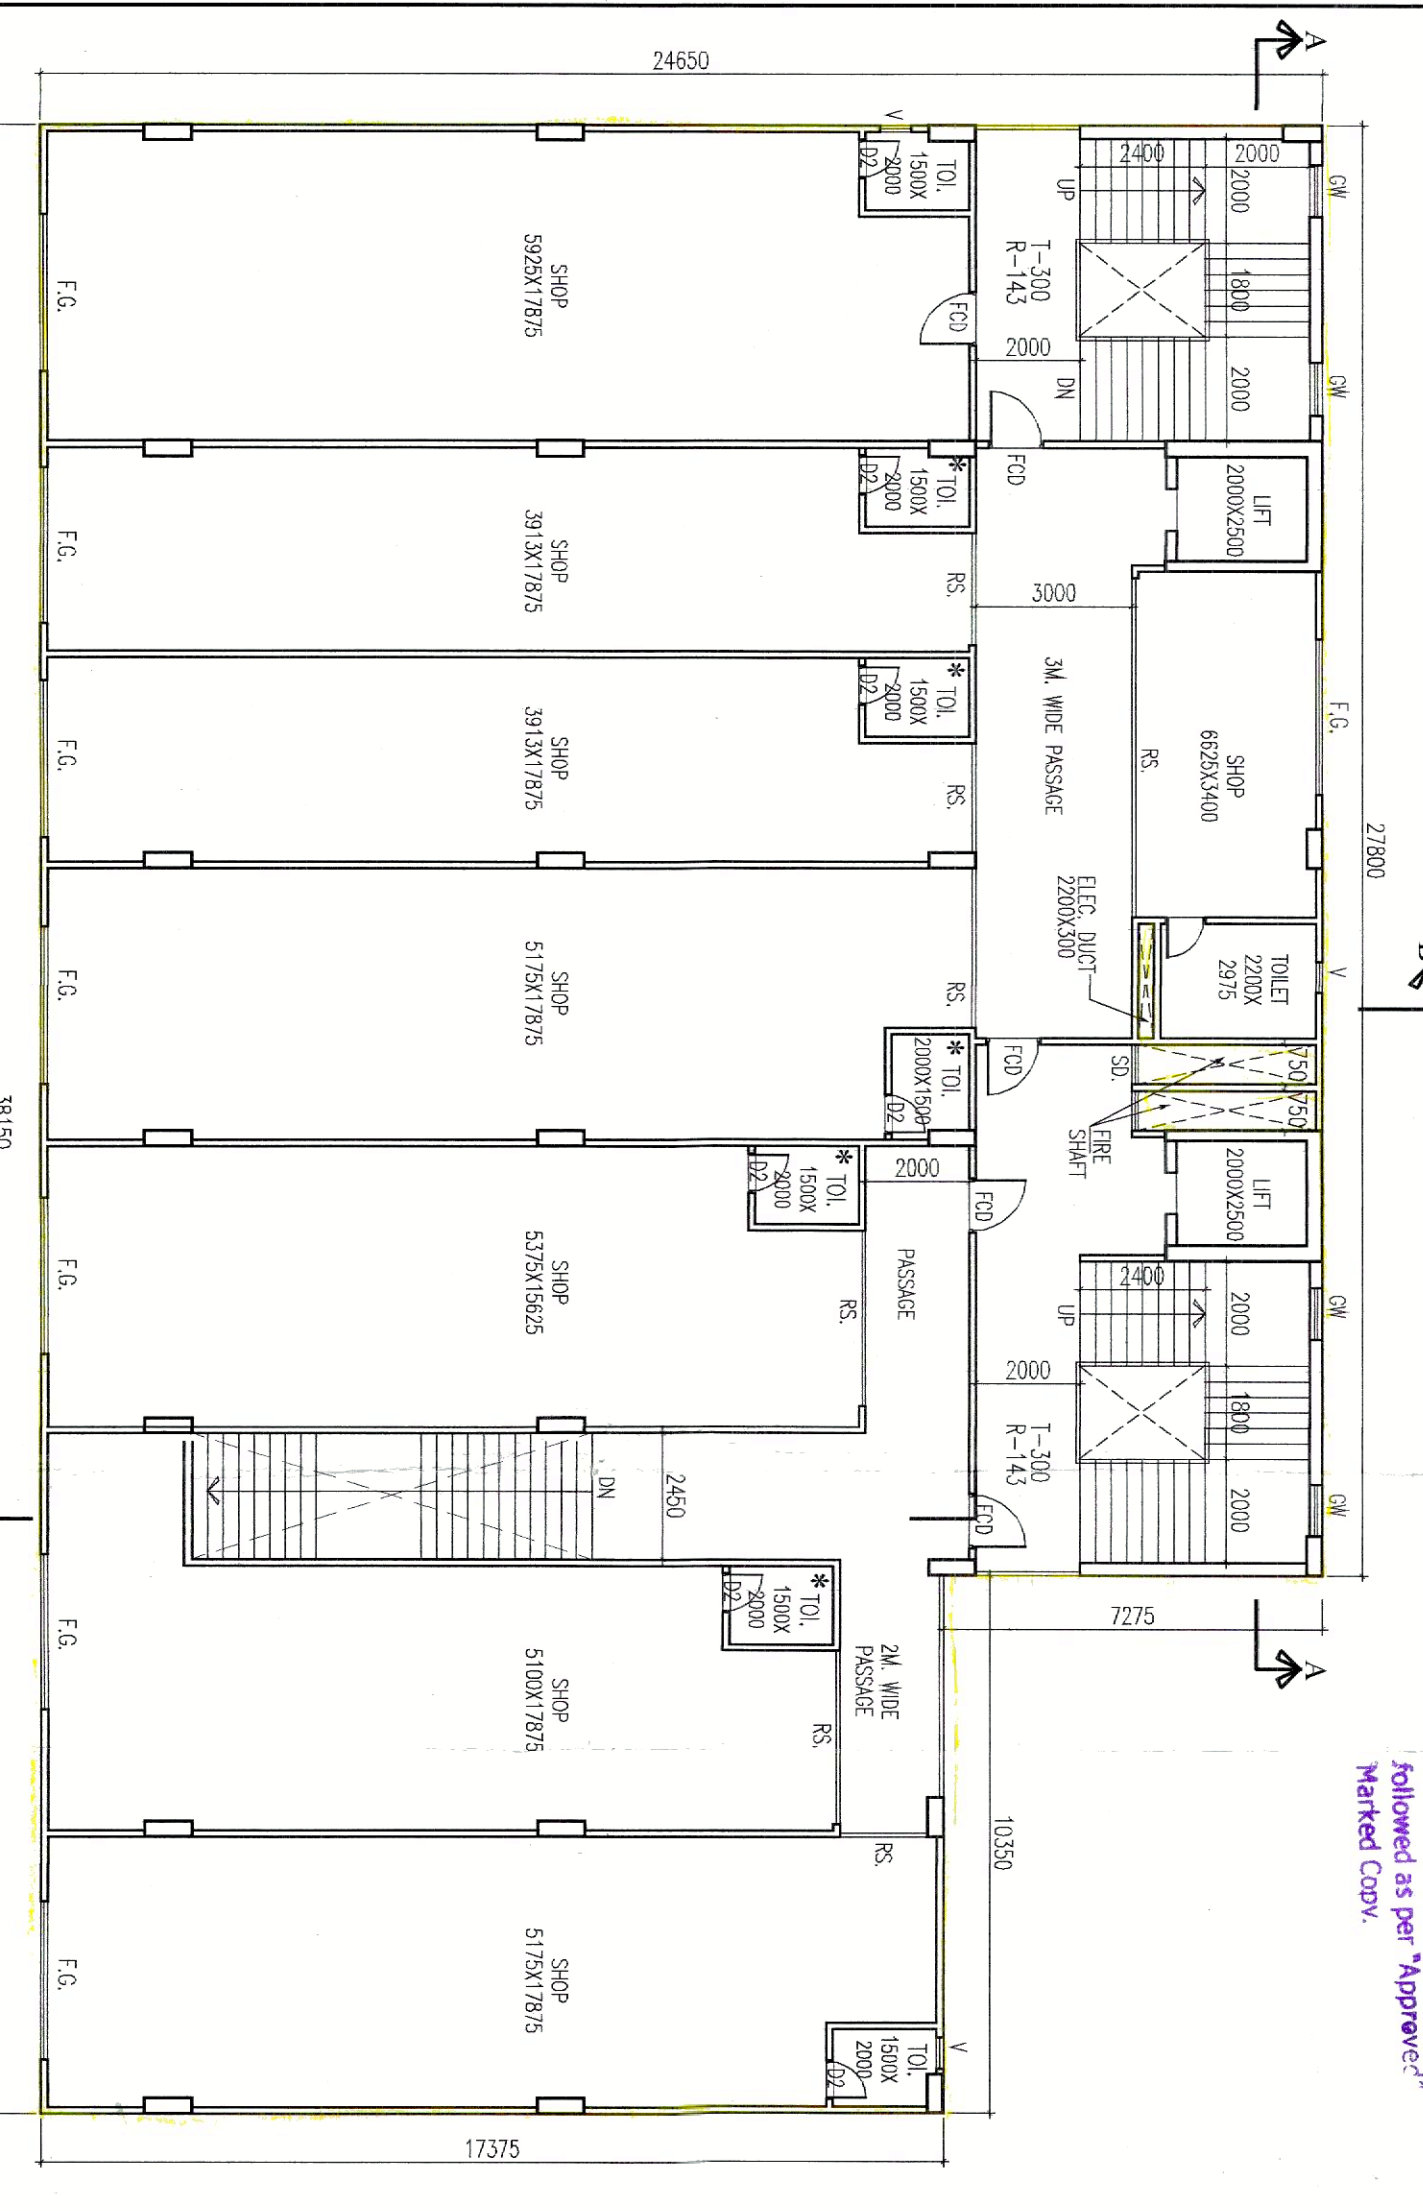 24650
A
V
TOI.
1500X
2000
D2
SHOP
5925X17875
F.G.
FCD
2400
2000
2000
1800
2000
UP
T-300
R-143
2000
DN
GW
GW
27800
* TOI.
1500X
2000
D2
SHOP
3913X17875
F.G.
RS.
FCD
LIFT
2000X2500
3000
3M. WIDE PASSAGE
SHOP
6625X3400
RS.
F.G.
* TOI.
1500X
2000
D2
SHOP
3913X17875
F.G.
RS.
ELEC. DUCT
2200X300
TOILET
2200X
2975
V
SHOP
5175X17875
F.G.
RS.
* TOI.
2000X1500
D2
FCD
SD.
750
750
FIRE
SHAFT
LIFT
2000X2500
38150
* TOI.
1500X
2000
D2
2000
FCD
PASSAGE
SHOP
5375X15625
F.G.
RS.
2400
UP
2000
1800
2000
2000
T-300
R-143
GW
GW
FCD
DN
2450
* TOI.
1500X
2000
D2
2M. WIDE
PASSAGE
SHOP
5100X17875
F.G.
RS.
7275
A
10350
RS.
SHOP
5175X17875
F.G.
TOI.
1500X
2000
D2
V
17375
followed as per "Approved"
Marked Copy.